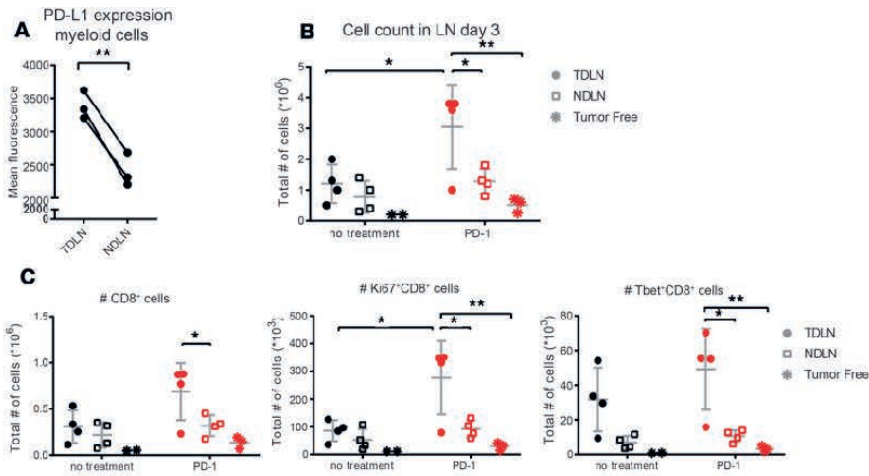 A
PD-L1 expression
myeloid cells
**
Mean fluorescence
4000
3500
3000
2500
2000
2000
0
TDLN
NDLN
B
Cell count in LN day 3
Total # of cells (*10⁶)
5
4
3
2
1
0
*
*
**
no treatment
PD-1
TDLN
NDLN
Tumor Free
C
# CD8⁺ cells
Total # of cells (*10⁶)
1.5
1.0
0.5
0.0
*
no treatment
PD-1
# Ki67⁺CD8⁺ cells
Total # of cells (*10³)
500
400
300
200
100
0
*
*
**
no treatment
PD-1
# Tbet⁺CD8⁺ cells
Total # of cells (*10³)
80
60
40
20
0
*
**
no treatment
PD-1
TDLN
NDLN
Tumor Free